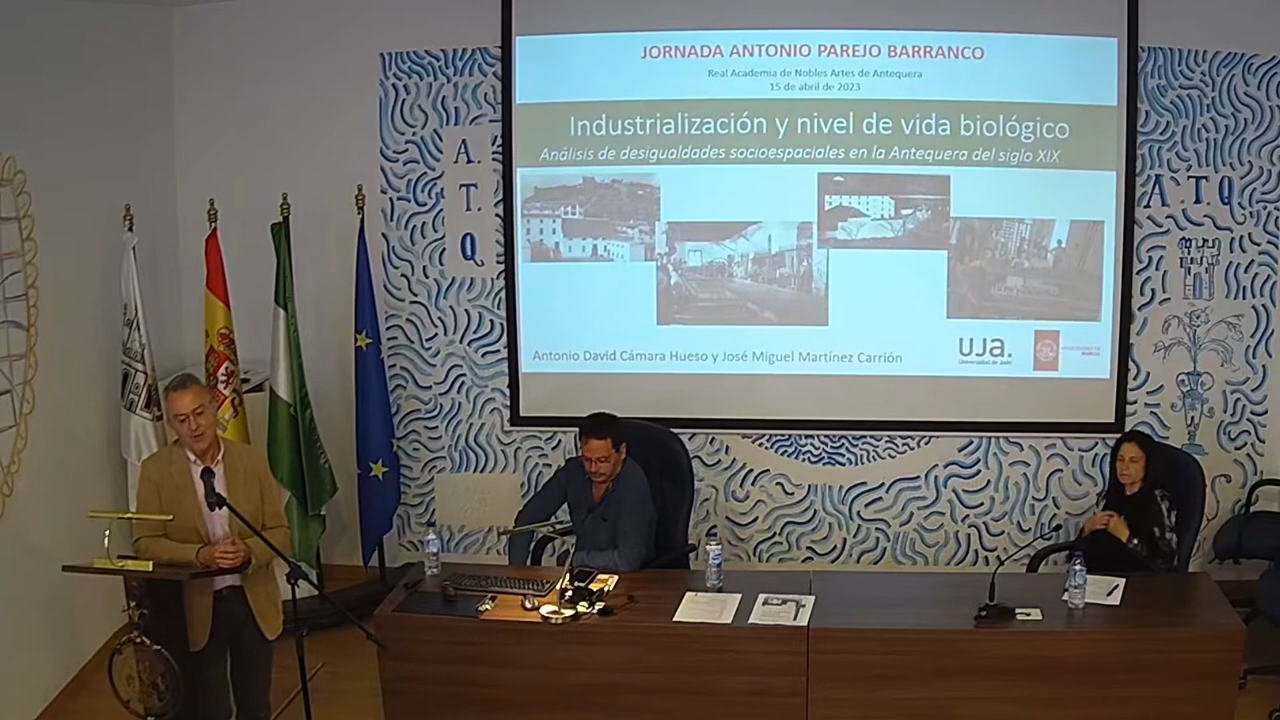 JORNADA ANTONIO PAREJO BARRANCO
Real Academia de Nobles Artes de Antequera
15 de abril de 2023
Industrialización y nivel de vida biológico
Análisis de desigualdades socioespaciales en la Antequera del siglo XIX
Antonio David Cámara Hueso y José Miguel Martínez Carrión
uja.
Universidad de Jaén
A.
T.
Q
A.TQ